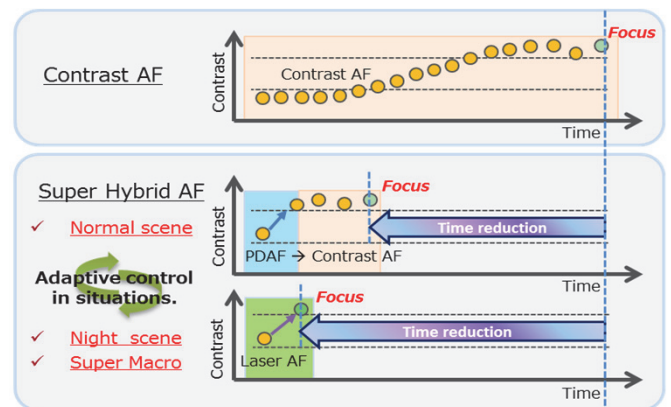 Contrast AF
Contrast
Contrast AF
Focus
Time
Super Hybrid AF
✓ Normal scene
Adaptive control
in situations.
✓ Night scene
✓ Super Macro
Contrast
Focus
Time reduction
PDAF → Contrast AF
Time
Contrast
Focus
Time reduction
Laser AF
Time